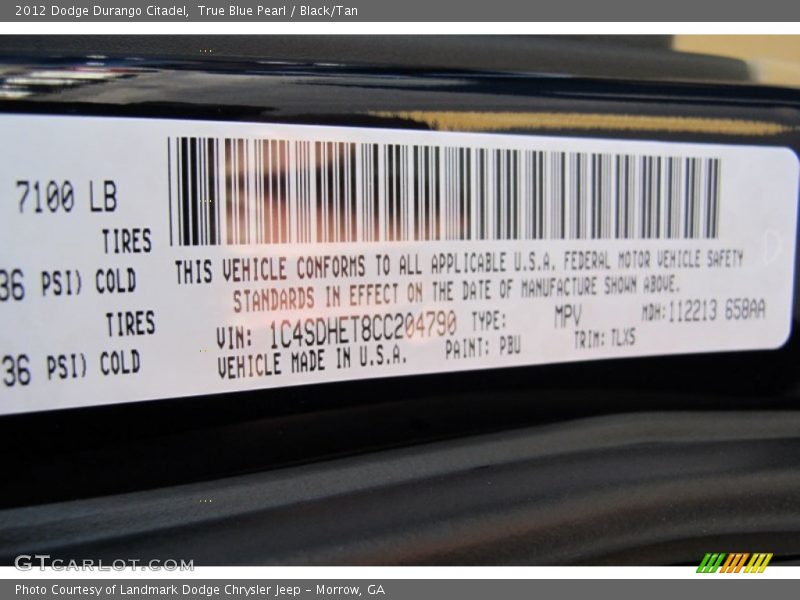 2012 Dodge Durango Citadel, True Blue Pearl / Black/Tan
7100 LB
TIRES
36 PSI) COLD
TIRES
36 PSI) COLD
THIS VEHICLE CONFORMS TO ALL APPLICABLE U.S.A. FEDERAL MOTOR VEHICLE SAFETY
STANDARDS IN EFFECT ON THE DATE OF MANUFACTURE SHOWN ABOVE.
VIN: 1C4SDHET8CC204790 TYPE: MPV MDH:112213 658AA
VEHICLE MADE IN U.S.A. PAINT: PBU TRIM: TLX5
GTCARLOT.COM
Photo Courtesy of Landmark Dodge Chrysler Jeep - Morrow, GA